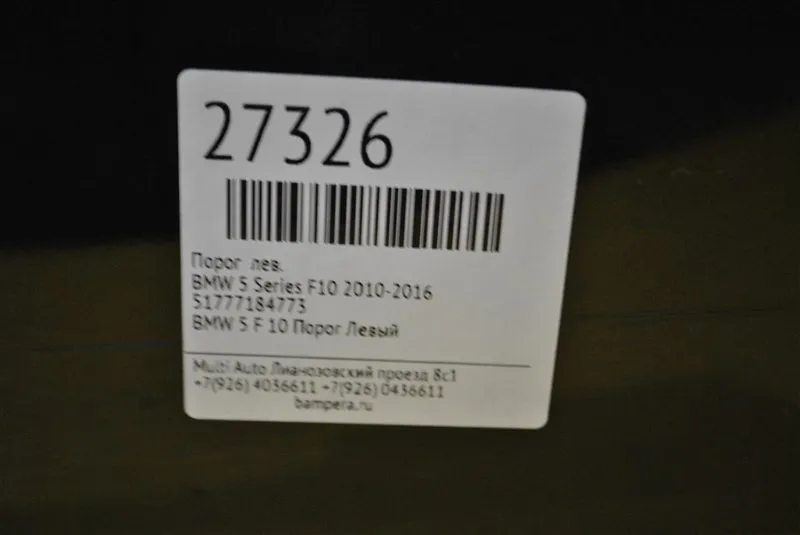 27326
Порог лев.
BMW 5 Series F10 2010-2016
51777184773
BMW 5 F 10 Порог Левый
Multi Auto Лианозовский проезд 8с1
+7(926) 4036611 +7(926) 0436611
bampera.ru